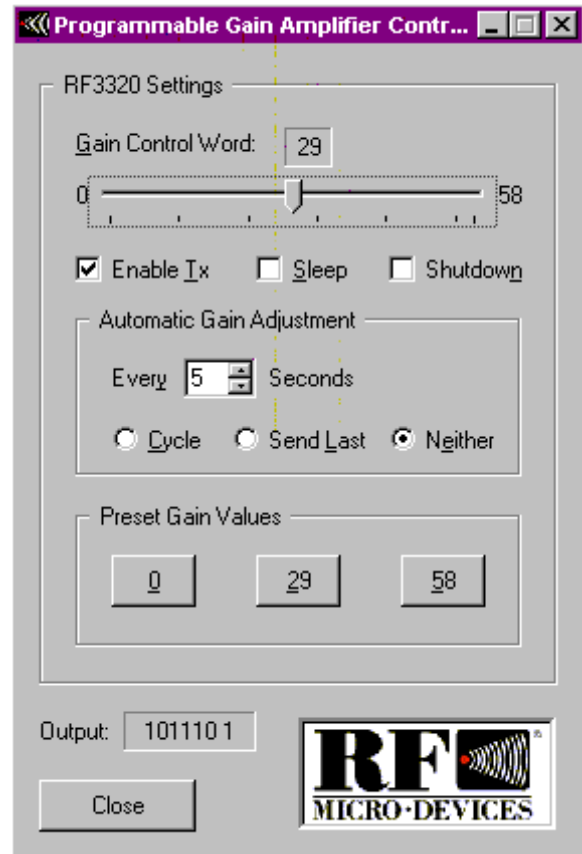 Programmable Gain Amplifier Contr...
RF3320 Settings
Gain Control Word: 29
0 58
Enable Tx Sleep Shutdown
Automatic Gain Adjustment
Every 5 Seconds
Cycle Send Last Neither
Preset Gain Values
0 29 58
Output: 101110 1
Close
RF
MICRO·DEVICES